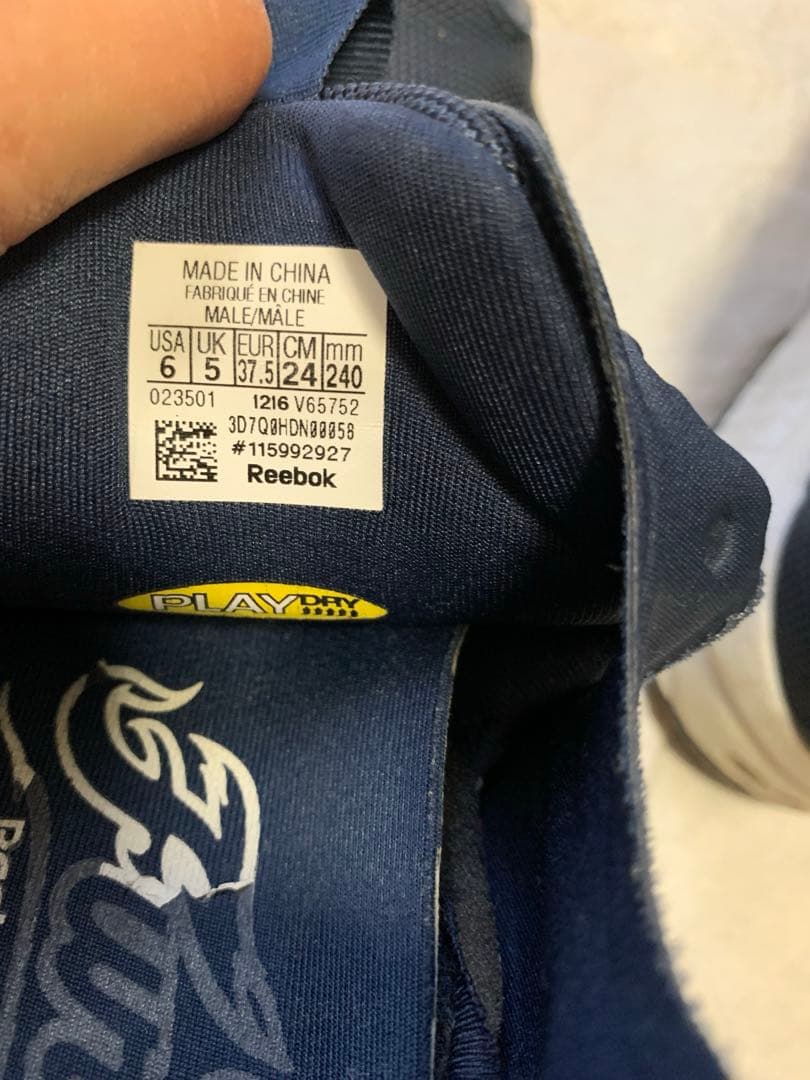 MADE IN CHINA
FABRIQUÉ EN CHINE
MALE/MÂLE
USA UK EUR CM mm
6 5 37.5 24 240
023501 1216 V65752
3D7Q0HDN00058
#115992927
Reebok
PLAYDRY